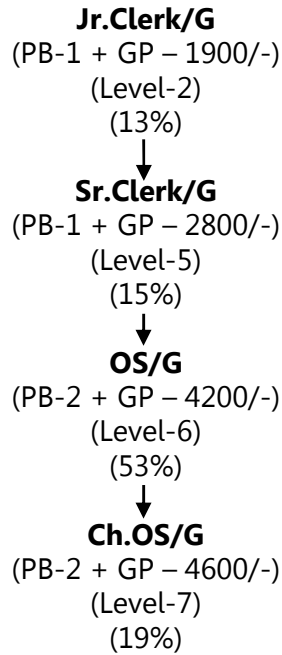 Jr.Clerk/G
(PB-1 + GP – 1900/-)
(Level-2)
(13%)
Sr.Clerk/G
(PB-1 + GP – 2800/-)
(Level-5)
(15%)
OS/G
(PB-2 + GP – 4200/-)
(Level-6)
(53%)
Ch.OS/G
(PB-2 + GP – 4600/-)
(Level-7)
(19%)